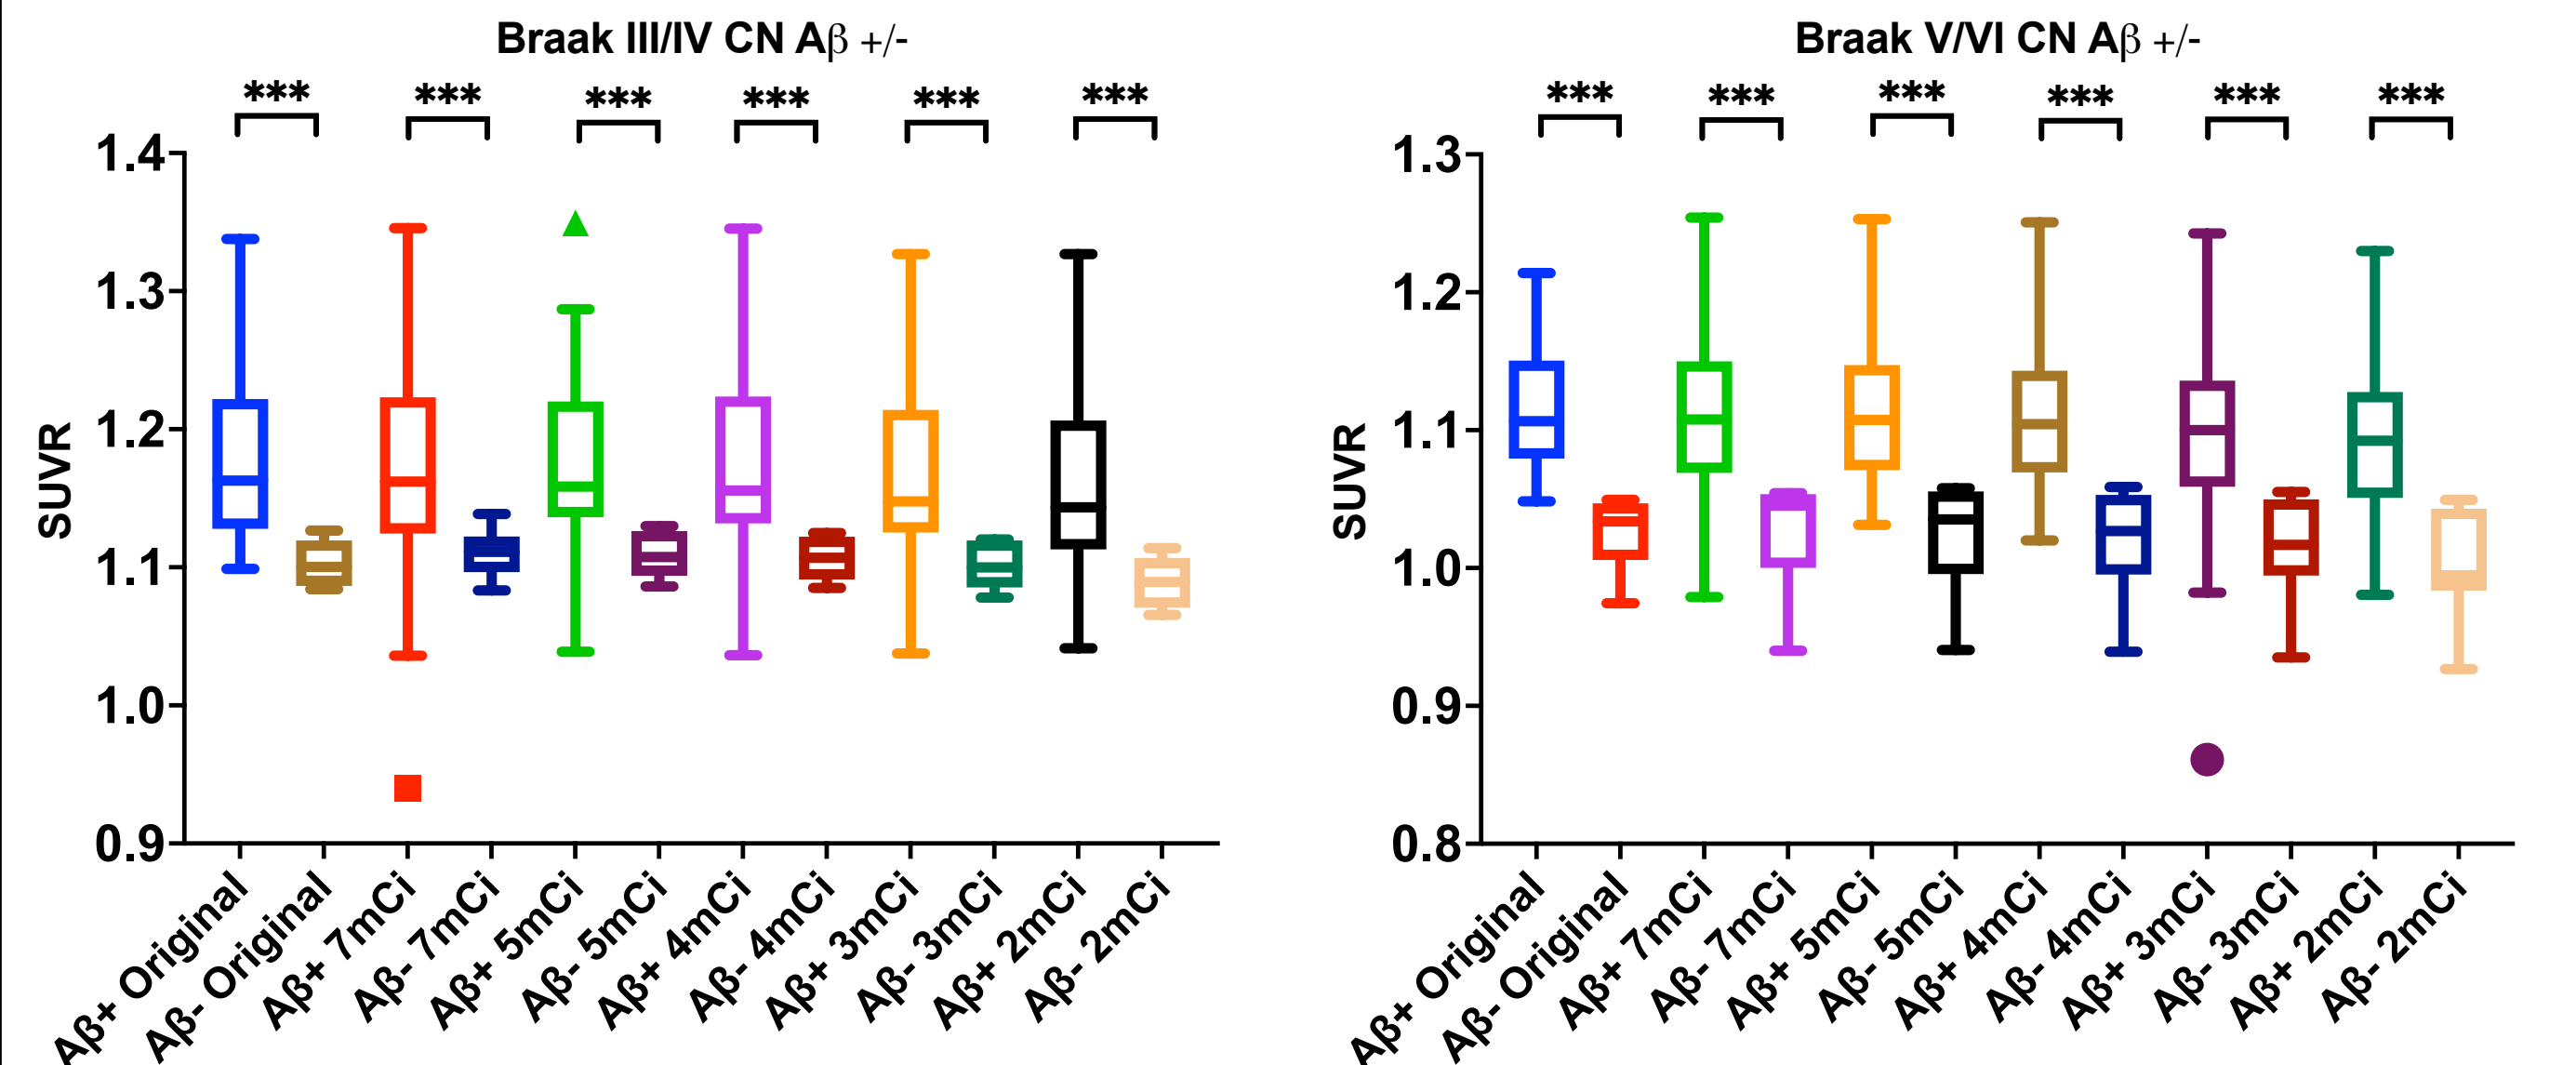 Braak III/IV CN Aβ +/-
*** *** *** *** *** ***
1.4
1.3
1.2
1.1
1.0
0.9
SUVR
Aβ+ Original
Aβ- Original
Aβ+ 7mCi
Aβ- 7mCi
Aβ+ 5mCi
Aβ- 5mCi
Aβ+ 4mCi
Aβ- 4mCi
Aβ+ 3mCi
Aβ- 3mCi
Aβ+ 2mCi
Aβ- 2mCi
Braak V/VI CN Aβ +/-
*** *** *** *** *** ***
1.3
1.2
1.1
1.0
0.9
0.8
SUVR
Aβ+ Original
Aβ- Original
Aβ+ 7mCi
Aβ- 7mCi
Aβ+ 5mCi
Aβ- 5mCi
Aβ+ 4mCi
Aβ- 4mCi
Aβ+ 3mCi
Aβ- 3mCi
Aβ+ 2mCi
Aβ- 2mCi